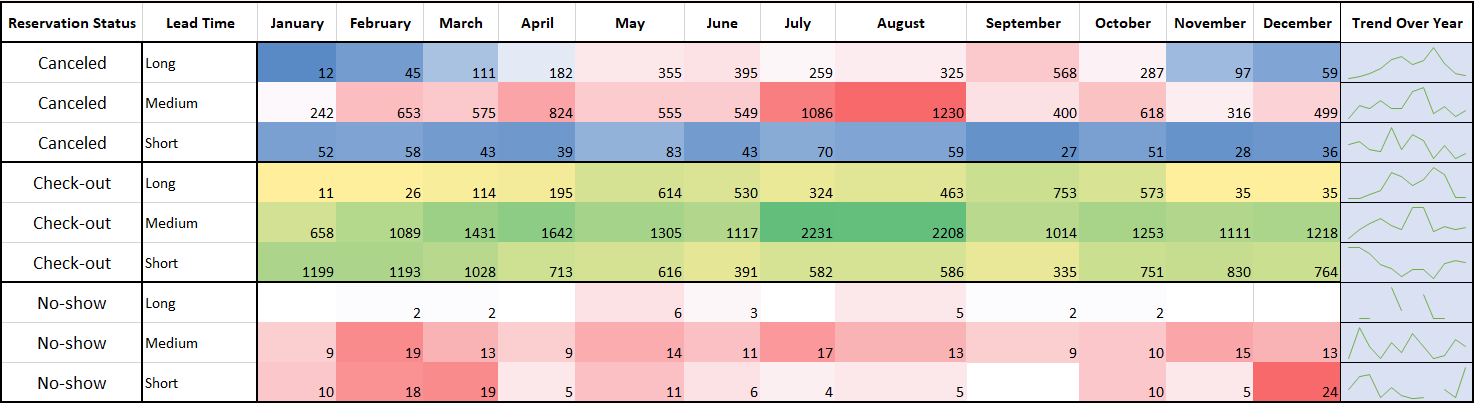 Reservation Status Lead Time January February March April May June July August September October November December Trend Over Year
Canceled Long 12 45 111 182 355 395 259 325 568 287 97 59
Canceled Medium 242 653 575 824 555 549 1086 1230 400 618 316 499
Canceled Short 52 58 43 39 83 43 70 59 27 51 28 36
Check-out Long 11 26 114 195 614 530 324 463 753 573 35 35
Check-out Medium 658 1089 1431 1642 1305 1117 2231 2208 1014 1253 1111 1218
Check-out Short 1199 1193 1028 713 616 391 582 586 335 751 830 764
No-show Long 2 2 6 3 5 2 2
No-show Medium 9 19 13 9 14 11 17 13 9 10 15 13
No-show Short 10 18 19 5 11 6 4 5 10 5 24